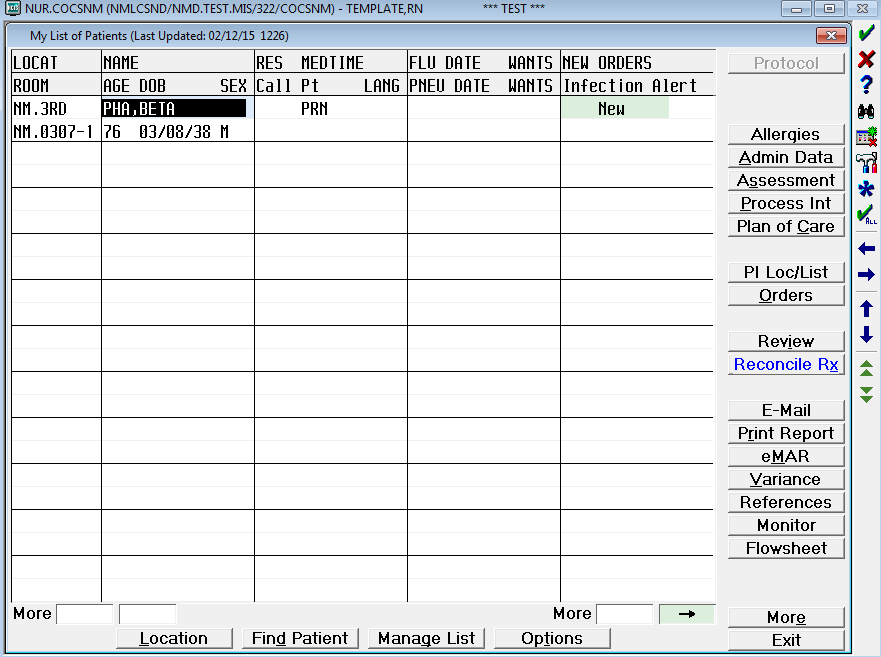 NUR.COCSNM (NMLCSND/NMD.TEST.MIS/322/COCSNM) - TEMPLATE,RN *** TEST ***
My List of Patients (Last Updated: 02/12/15 1226)
LOCAT NAME RES MEDTIME FLU DATE WANTS NEW ORDERS
ROOM AGE DOB SEX Call Pt LANG PNEU DATE WANTS Infection Alert
NM.3RD PHA,BETA PRN New
NM.0307-1 76 03/08/38 M
Protocol
Allergies
Admin Data
Assessment
Process Int
Plan of Care
PI Loc/List
Orders
Review
Reconcile Rx
E-Mail
Print Report
eMAR
Variance
References
Monitor
Flowsheet
More
Exit
ALL
More More
Location Find Patient Manage List Options